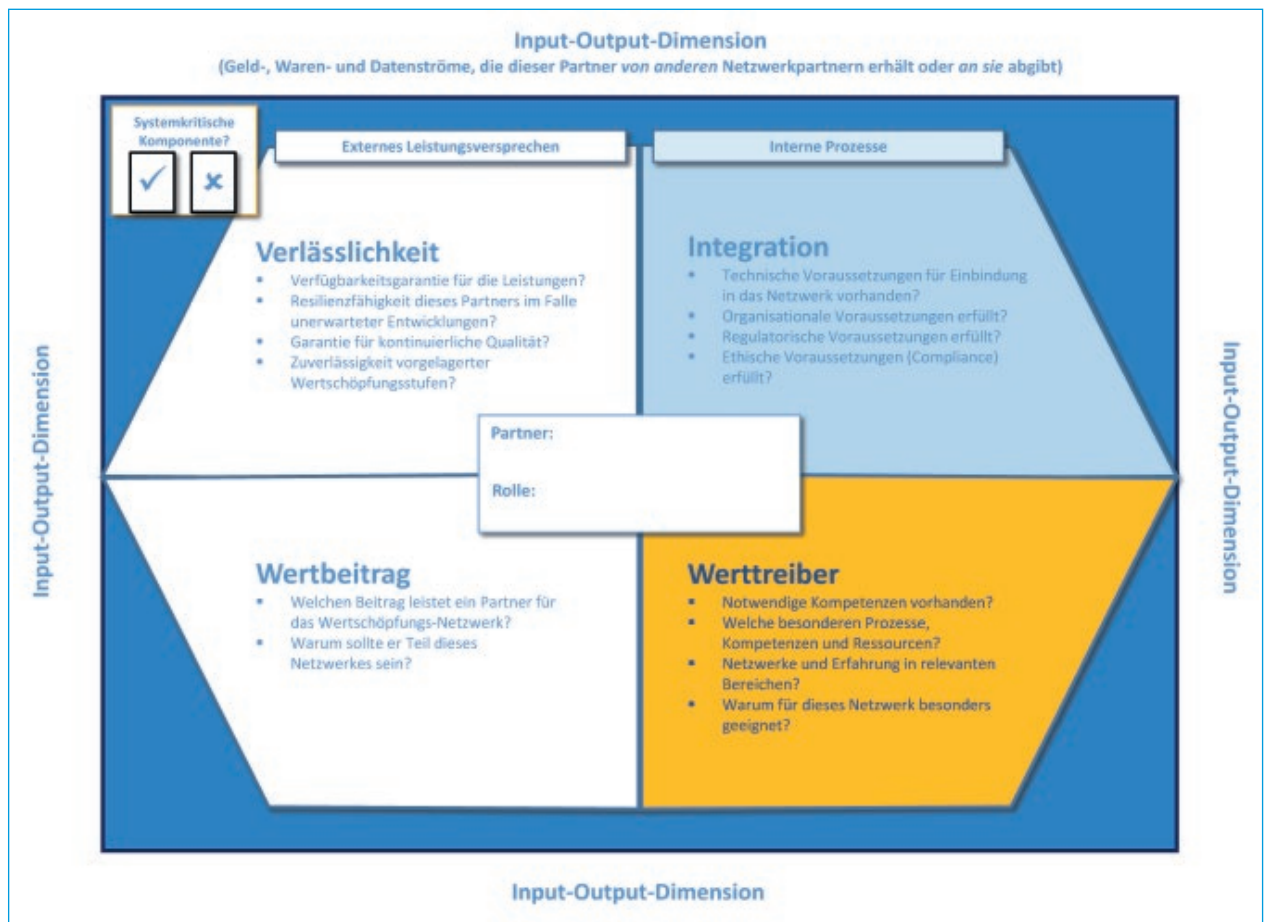 Input-Output-Dimension
(Geld-, Waren- und Datenströme, die dieser Partner von anderen Netzwerkpartnern erhält oder an sie abgibt)
Systemkritische
Komponente?
Externes Leistungsversprechen
Interne Prozesse
Verlässlichkeit
▪ Verfügbarkeitsgarantie für die Leistungen?
▪ Resilienzfähigkeit dieses Partners im Falle
unerwarteter Entwicklungen?
▪ Garantie für kontinuierliche Qualität?
▪ Zuverlässigkeit vorgelagerter
Wertschöpfungsstufen?
Integration
▪ Technische Voraussetzungen für Einbindung
in das Netzwerk vorhanden?
▪ Organisationale Voraussetzungen erfüllt?
▪ Regulatorische Voraussetzungen erfüllt?
▪ Ethische Voraussetzungen (Compliance)
erfüllt?
Input-Output-Dimension
Input-Output-Dimension
Partner:
Rolle:
Wertbeitrag
▪ Welchen Beitrag leistet ein Partner für
das Wertschöpfungs-Netzwerk?
▪ Warum sollte er Teil dieses
Netzwerkes sein?
Werttreiber
▪ Notwendige Kompetenzen vorhanden?
▪ Welche besonderen Prozesse,
Kompetenzen und Ressourcen?
▪ Netzwerke und Erfahrung in relevanten
Bereichen?
▪ Warum für dieses Netzwerk besonders
geeignet?
Input-Output-Dimension